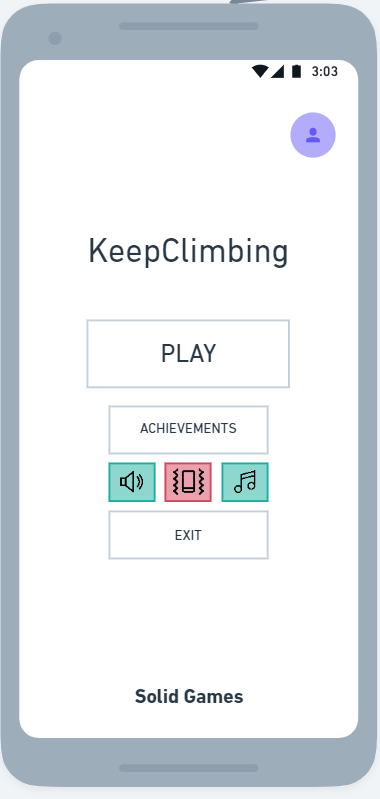 3:03
KeepClimbing
PLAY
ACHIEVEMENTS
EXIT
Solid Games